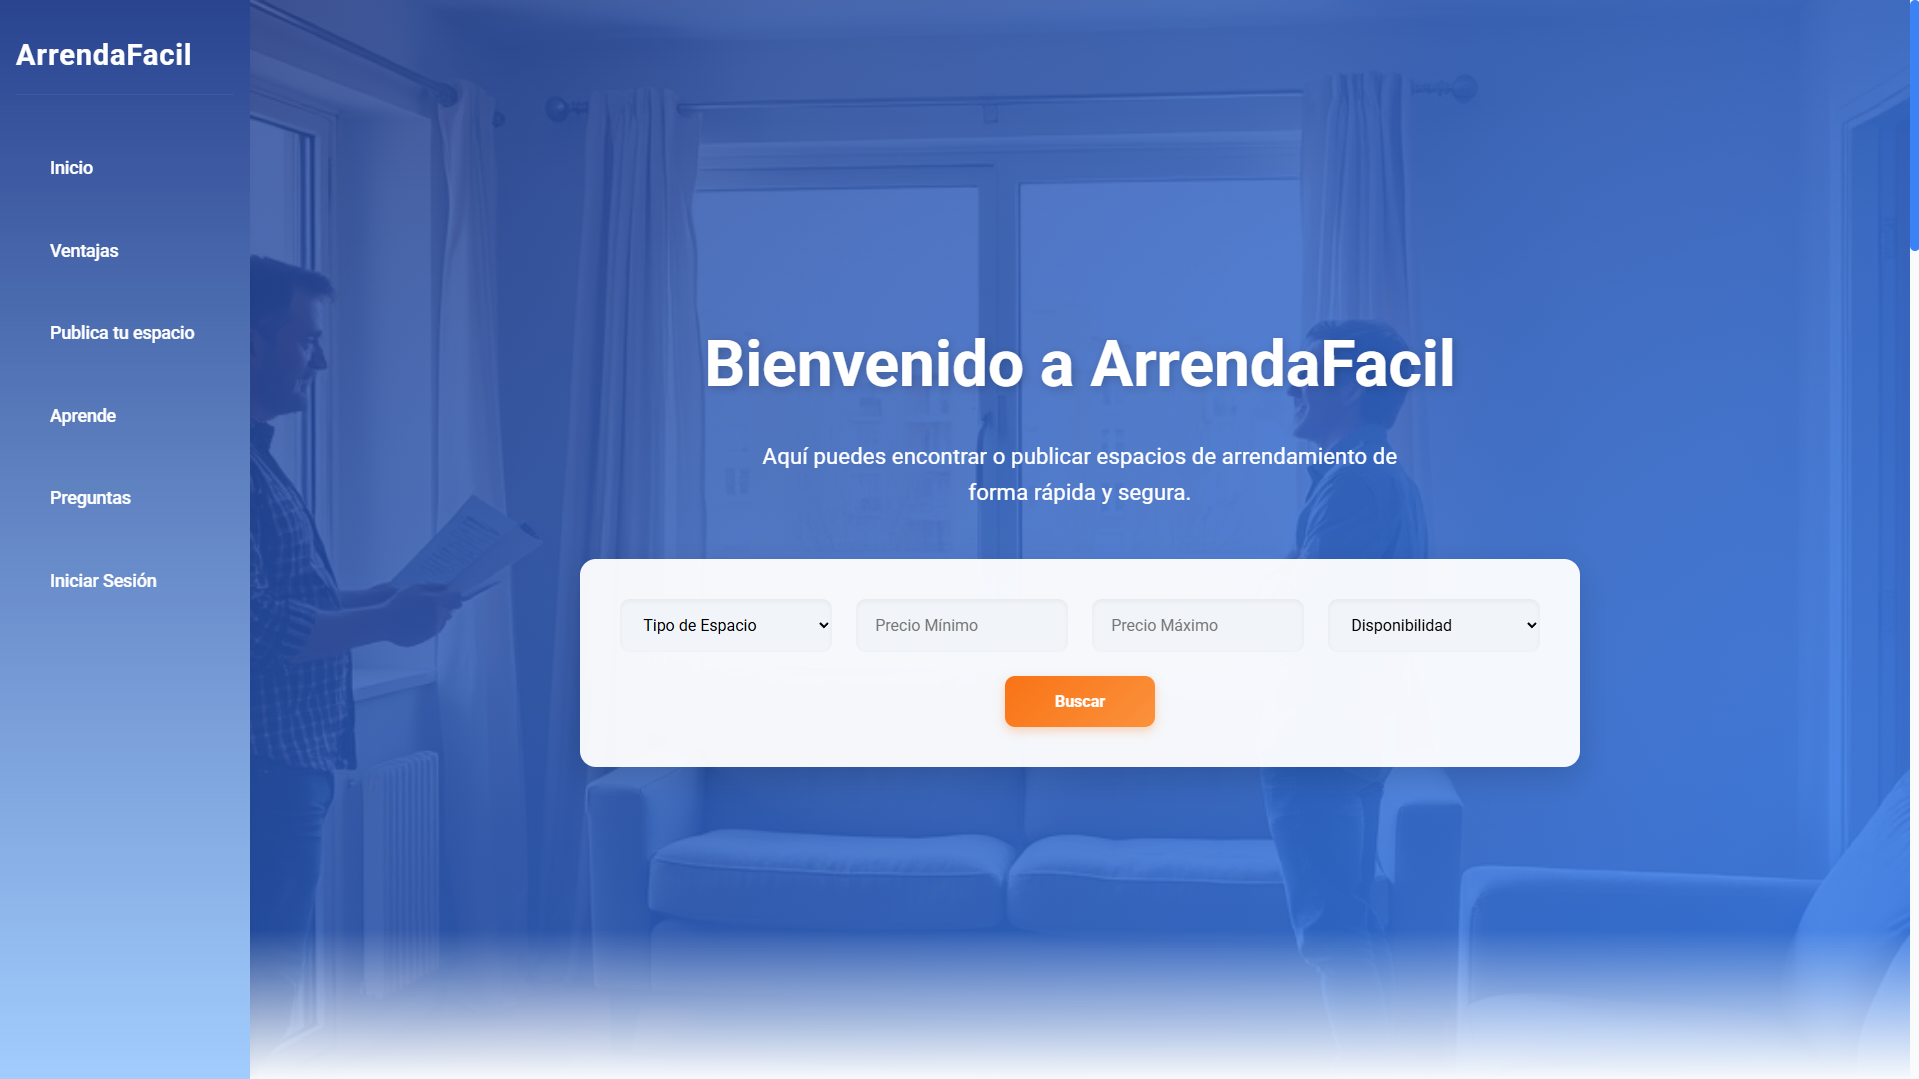 ArrendaFacil
Inicio
Ventajas
Publica tu espacio
Aprende
Preguntas
Iniciar Sesión
Bienvenido a ArrendaFacil
Aquí puedes encontrar o publicar espacios de arrendamiento de
forma rápida y segura.
Tipo de Espacio
Precio Mínimo
Precio Máximo
Disponibilidad
Buscar